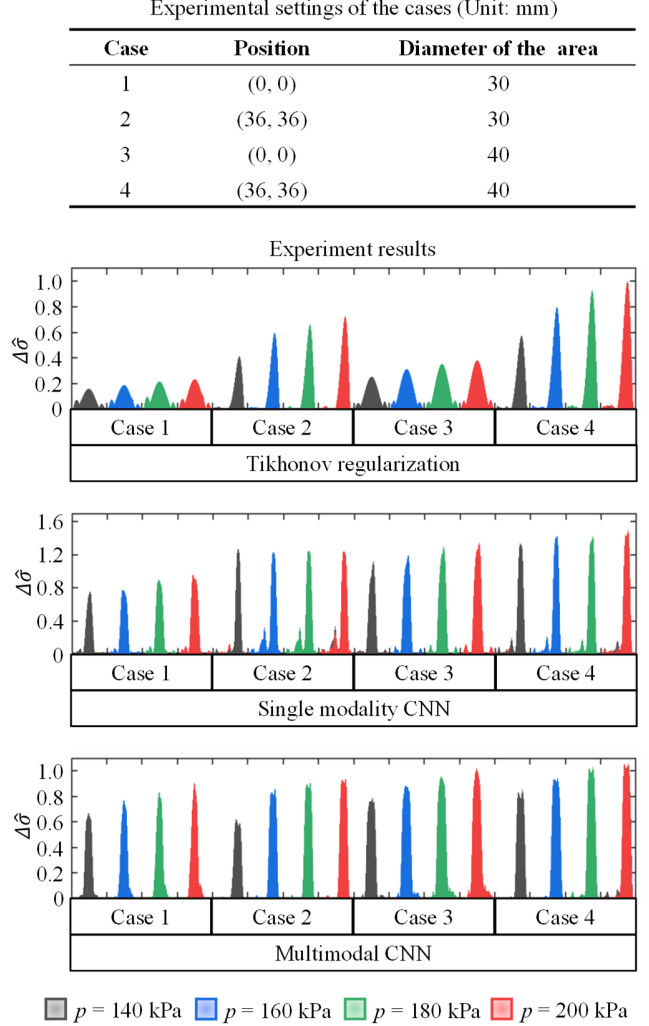 Experimental settings of the cases (Unit: mm)
Case Position Diameter of the area
1 (0, 0) 30
2 (36, 36) 30
3 (0, 0) 40
4 (36, 36) 40
Experiment results
1.0
0.8
0.6
0.4
0.2
0
Δσ̂
Case 1 Case 2 Case 3 Case 4
Tikhonov regularization
1.6
1.2
0.8
0.4
0
Δσ̂
Case 1 Case 2 Case 3 Case 4
Single modality CNN
1.0
0.8
0.6
0.4
0.2
0
Δσ̂
Case 1 Case 2 Case 3 Case 4
Multimodal CNN
p = 140 kPa p = 160 kPa p = 180 kPa p = 200 kPa